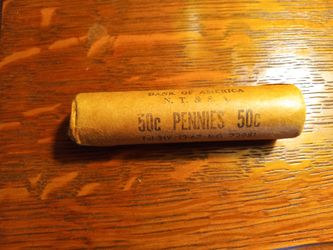 BANK OF AMERICA
N. T. & S. A.
50c PENNIES 50c